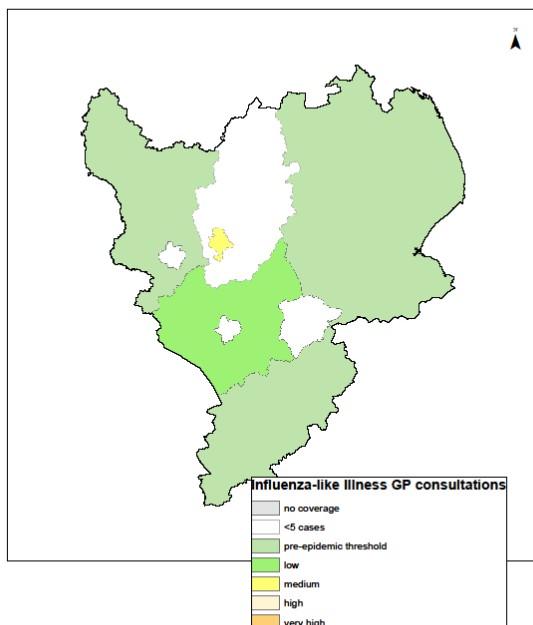 Influenza-like Illness GP consultations
no coverage
<5 cases
pre-epidemic threshold
low
medium
high
very high